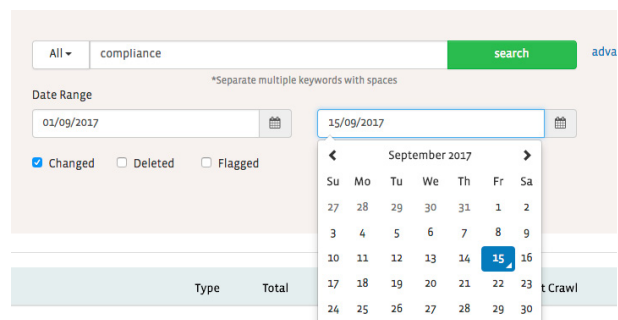 All compliance search adva
*Separate multiple keywords with spaces
Date Range
01/09/2017 15/09/2017
Changed Deleted Flagged
September 2017
Su Mo Tu We Th Fr Sa
27 28 29 30 31 1 2
3 4 5 6 7 8 9
10 11 12 13 14 15 16
17 18 19 20 21 22 23
24 25 26 27 28 29 30
Type Total t Crawl